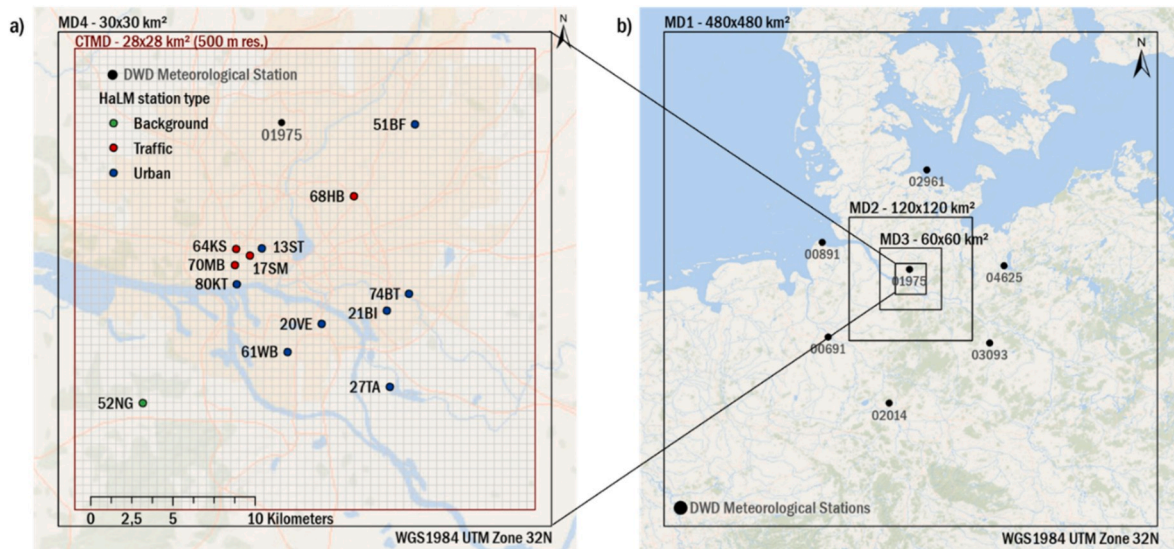 a)
MD4 - 30x30 km²
N
CTMD - 28x28 km² (500 m res.)
DWD Meteorological Station
HaLM station type
Background
Traffic
Urban
01975
51BF
68HB
64KS
13ST
70MB
17SM
80KT
74BT
21BI
20VE
61WB
27TA
52NG
0 2,5 5 10 Kilometers
WGS1984 UTM Zone 32N
b)
MD1 - 480x480 km²
N
02961
MD2 - 120x120 km²
MD3 - 60x60 km²
00891
01975
04625
00691
03093
02014
DWD Meteorological Stations
WGS1984 UTM Zone 32N